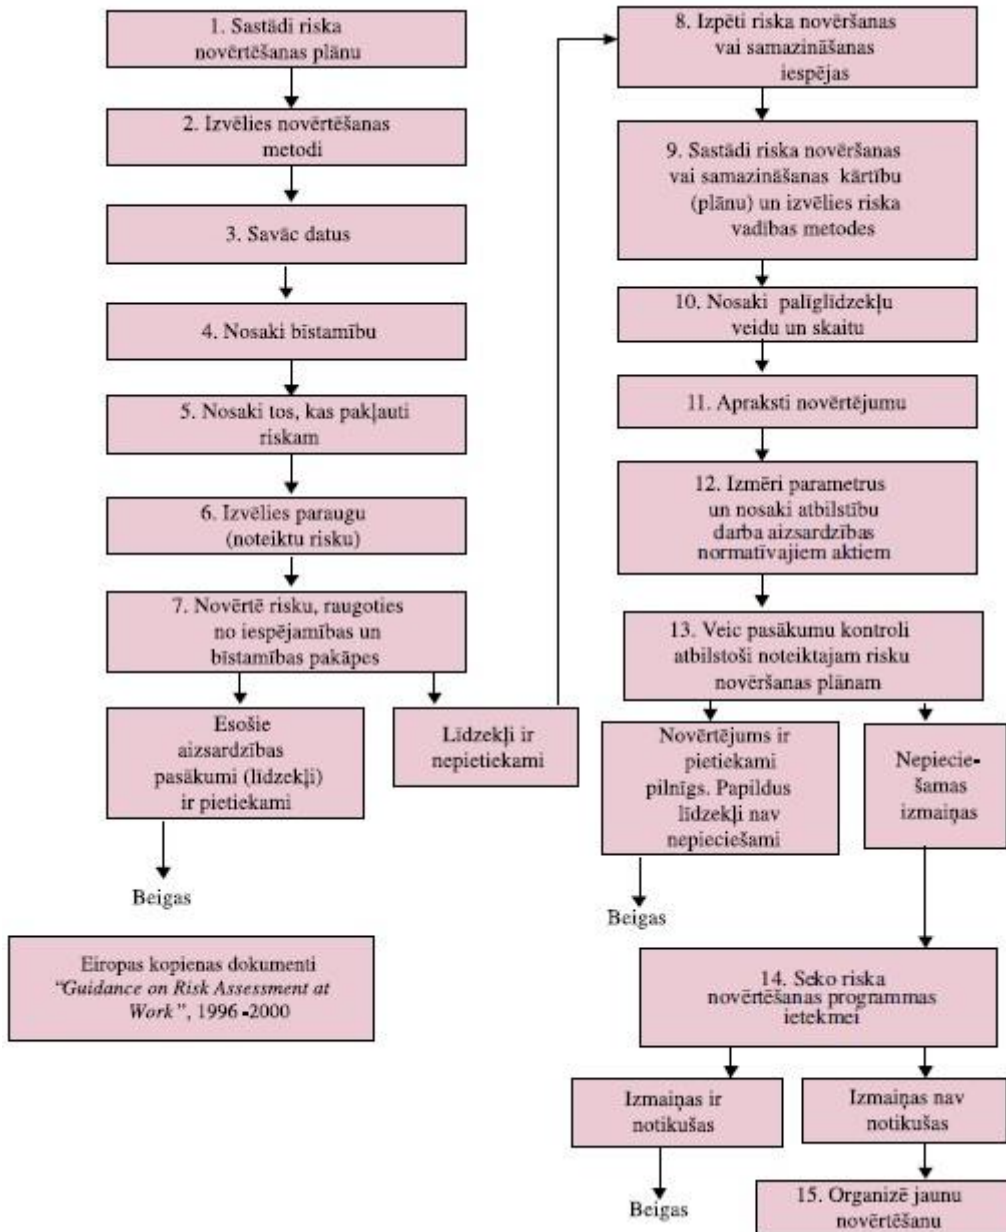 1. Sastādi riska
novērtēšanas plānu
2. Izvēlies novērtēšanas
metodi
3. Savāc datus
4. Nosaki bīstamību
5. Nosaki tos, kas pakļauti
riskam
6. Izvēlies paraugu
(noteiktu risku)
7. Novērtē risku, raugoties
no iespējamības un
bīstamības pakāpes
Esošie
aizsardzības
pasākumi (līdzekļi)
ir pietiekami
Līdzekļi ir
nepietiekami
Beigas
Eiropas kopienas dokumenti
“Guidance on Risk Assessment at
Work”, 1996-2000
8. Izpēti riska novēršanas
vai samazināšanas
iespējas
9. Sastādi riska novēršanas
vai samazināšanas kārtību
(plānu) un izvēlies riska
vadības metodes
10. Nosaki palīglīdzekļu
veidu un skaitu
11. Apraksti novērtējumu
12. Izmēri parametrus
un nosaki atbilstību
darba aizsardzības
normatīvajiem aktiem
13. Veic pasākumu kontroli
atbilstoši noteiktajam risku
novēršanas plānam
Novērtējums ir
pietiekami
pilnīgs. Papildus
līdzekļi nav
nepieciešami
Nepiecie-
šamas
izmaiņas
Beigas
14. Seko riska
novērtēšanas programmas
ietekmei
Izmaiņas ir
notikušas
Izmaiņas nav
notikušas
Beigas
15. Organizē jaunu
novērtēšanu